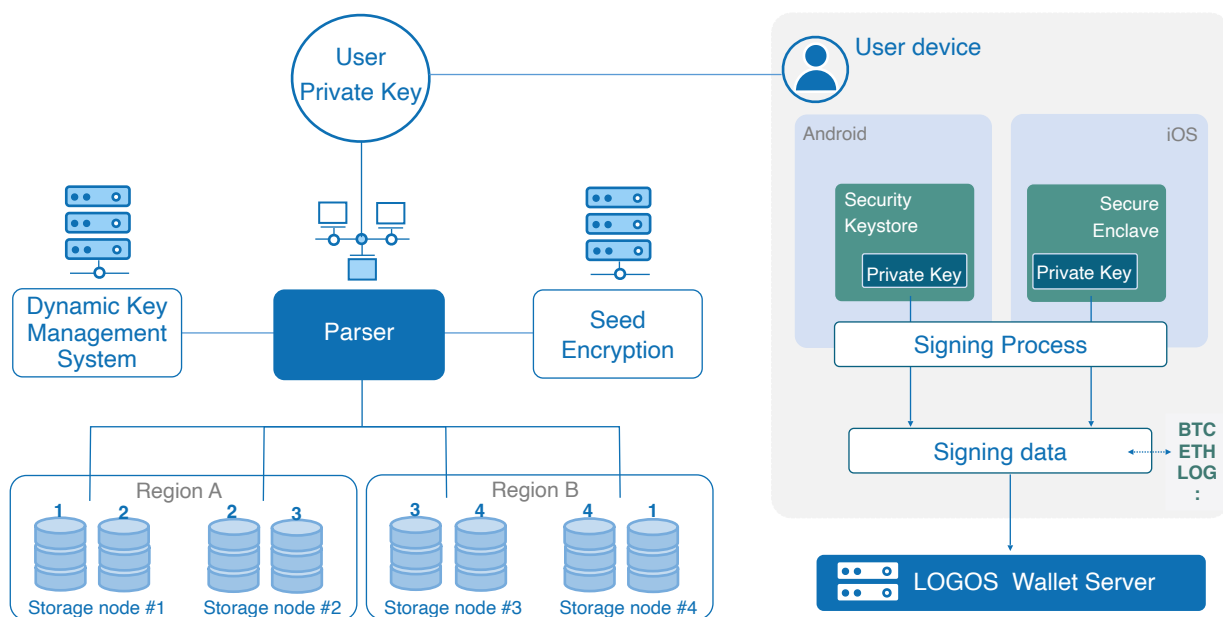 User
Private Key
Dynamic Key
Management
System
Parser
Seed
Encryption
Region A
1
2
2
3
Storage node #1
Storage node #2
Region B
3
4
4
1
Storage node #3
Storage node #4
User device
Android
Security
Keystore
Private Key
iOS
Secure
Enclave
Private Key
Signing Process
Signing data
BTC
ETH
LOG
:
LOGOS Wallet Server